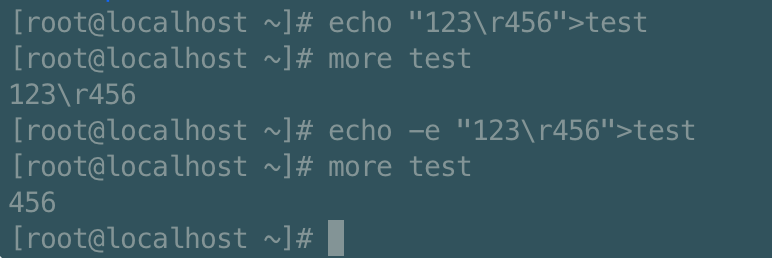 [root@localhost ~]# echo "123\r456">test
[root@localhost ~]# more test
123\r456
[root@localhost ~]# echo -e "123\r456">test
[root@localhost ~]# more test
456
[root@localhost ~]#